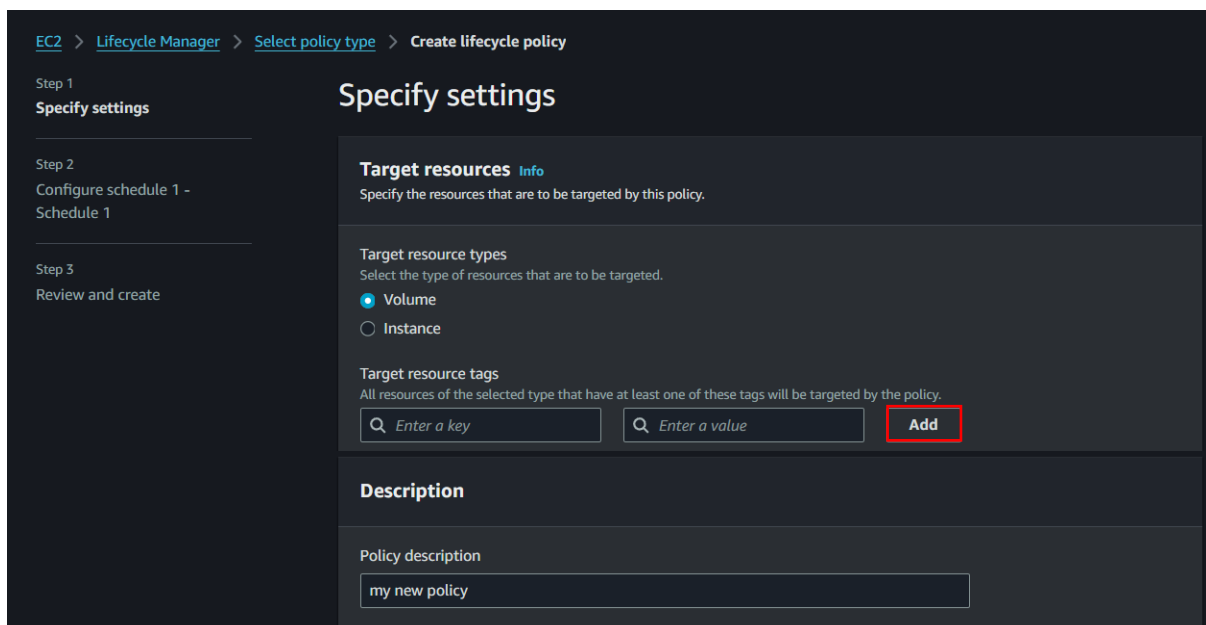 EC2 > Lifecycle Manager > Select policy type > Create lifecycle policy
Step 1
Specify settings
Step 2
Configure schedule 1 -
Schedule 1
Step 3
Review and create
Specify settings
Target resources Info
Specify the resources that are to be targeted by this policy.
Target resource types
Select the type of resources that are to be targeted.
Volume
Instance
Target resource tags
All resources of the selected type that have at least one of these tags will be targeted by the policy.
Enter a key
Enter a value
Add
Description
Policy description
my new policy